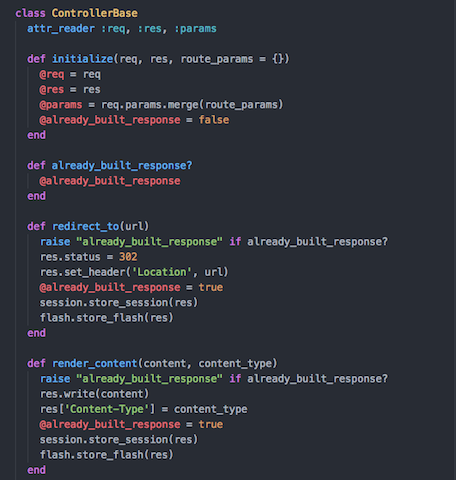 class ControllerBase
  attr_reader :req, :res, :params

  def initialize(req, res, route_params = {})
    @req = req
    @res = res
    @params = req.params.merge(route_params)
    @already_built_response = false
  end

  def already_built_response?
    @already_built_response
  end

  def redirect_to(url)
    raise "already_built_response" if already_built_response?
    res.status = 302
    res.set_header('Location', url)
    @already_built_response = true
    session.store_session(res)
    flash.store_flash(res)
  end

  def render_content(content, content_type)
    raise "already_built_response" if already_built_response?
    res.write(content)
    res['Content-Type'] = content_type
    @already_built_response = true
    session.store_session(res)
    flash.store_flash(res)
  end